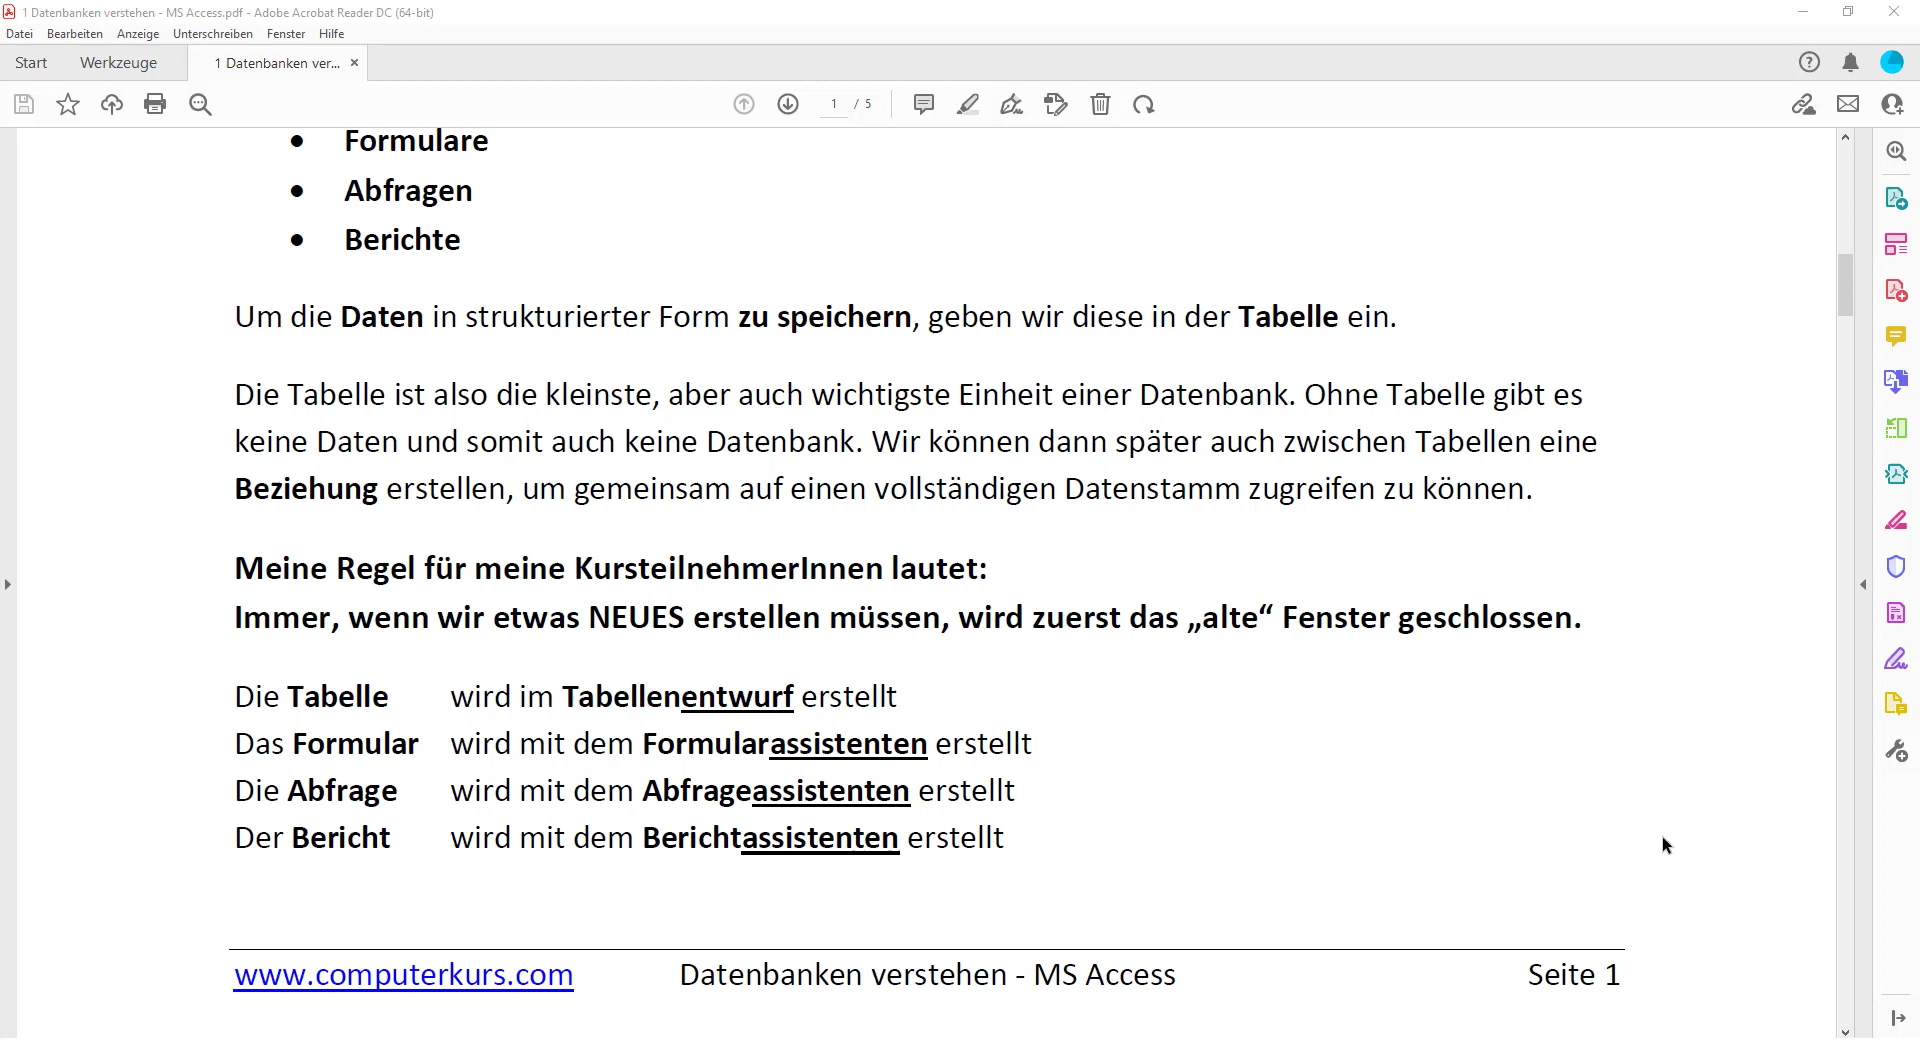 1 Datenbanken verstehen - MS Access.pdf - Adobe Acrobat Reader DC (64-bit)
Datei Bearbeiten Anzeige Unterschreiben Fenster Hilfe
Start Werkzeuge 1 Datenbanken ver... ×
1 / 5
• Formulare
• Abfragen
• Berichte
Um die Daten in strukturierter Form zu speichern, geben wir diese in der Tabelle ein.
Die Tabelle ist also die kleinste, aber auch wichtigste Einheit einer Datenbank. Ohne Tabelle gibt es
keine Daten und somit auch keine Datenbank. Wir können dann später auch zwischen Tabellen eine
Beziehung erstellen, um gemeinsam auf einen vollständigen Datenstamm zugreifen zu können.
Meine Regel für meine KursteilnehmerInnen lautet:
Immer, wenn wir etwas NEUES erstellen müssen, wird zuerst das „alte“ Fenster geschlossen.
Die Tabelle wird im Tabellenentwurf erstellt
Das Formular wird mit dem Formularassistenten erstellt
Die Abfrage wird mit dem Abfrageassistenten erstellt
Der Bericht wird mit dem Berichtassistenten erstellt
www.computerkurs.com Datenbanken verstehen - MS Access Seite 1